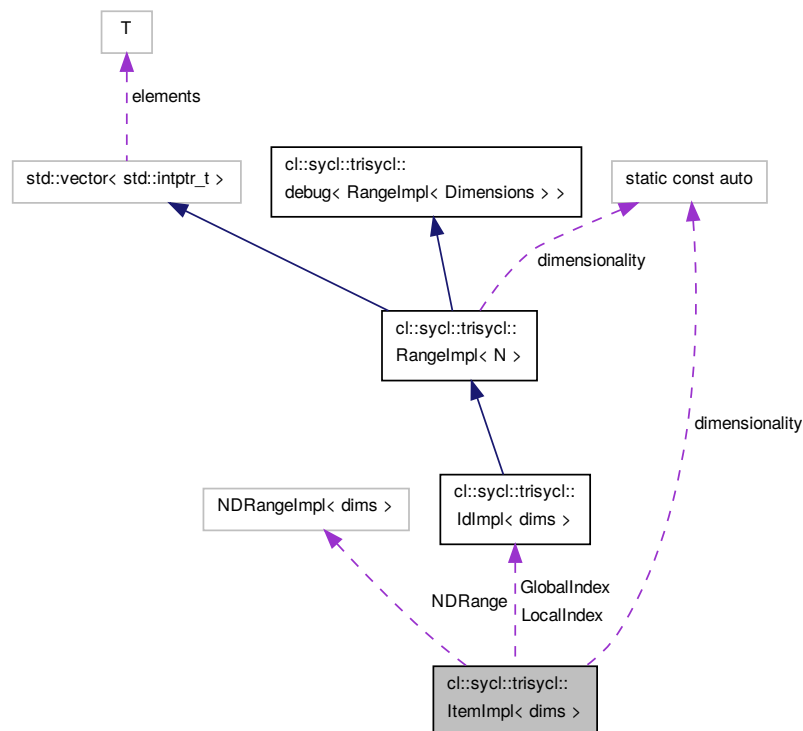 T
elements
std::vector< std::intptr_t >
cl::sycl::trisycl::
debug< RangeImpl< Dimensions > >
static const auto
dimensionality
cl::sycl::trisycl::
RangeImpl< N >
dimensionality
NDRangeImpl< dims >
cl::sycl::trisycl::
IdImpl< dims >
NDRange
GlobalIndex
LocalIndex
cl::sycl::trisycl::
ItemImpl< dims >